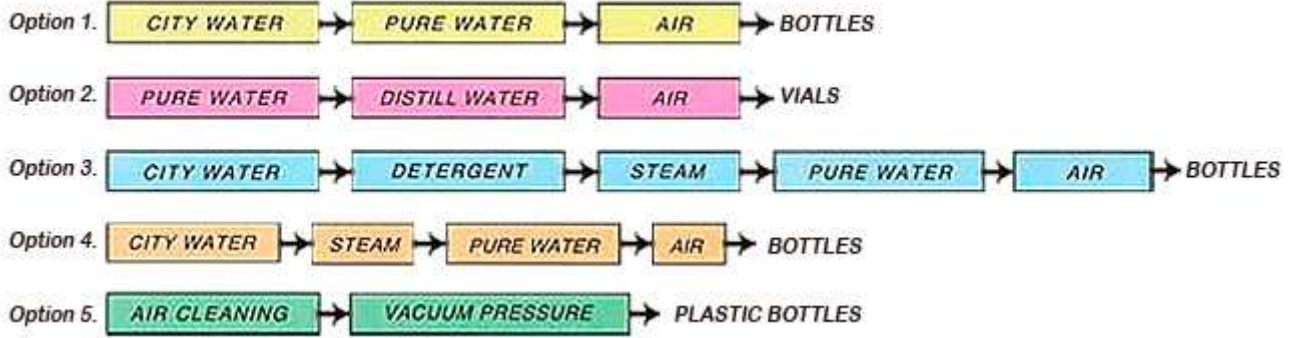 Option 1. CITY WATER PURE WATER AIR BOTTLES
Option 2. PURE WATER DISTILL WATER AIR VIALS
Option 3. CITY WATER DETERGENT STEAM PURE WATER AIR BOTTLES
Option 4. CITY WATER STEAM PURE WATER AIR BOTTLES
Option 5. AIR CLEANING VACUUM PRESSURE PLASTIC BOTTLES